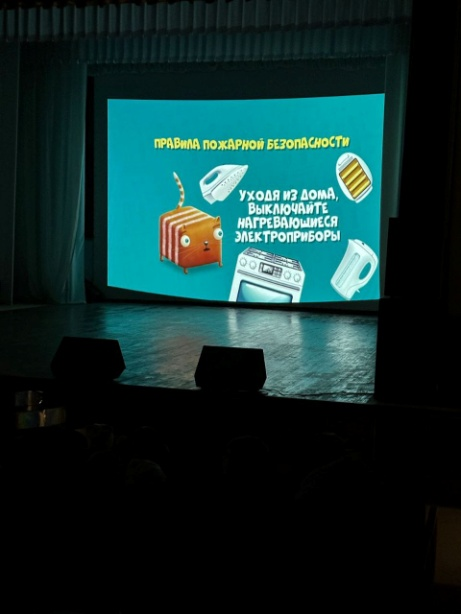 ПРАВИЛА ПОЖАРНОЙ БЕЗОПАСНОСТИ
УХОДЯ ИЗ ДОМА,
ВЫКЛЮЧАЙТЕ
НАГРЕВАЮЩИЕСЯ
ЭЛЕКТРОПРИБОРЫ